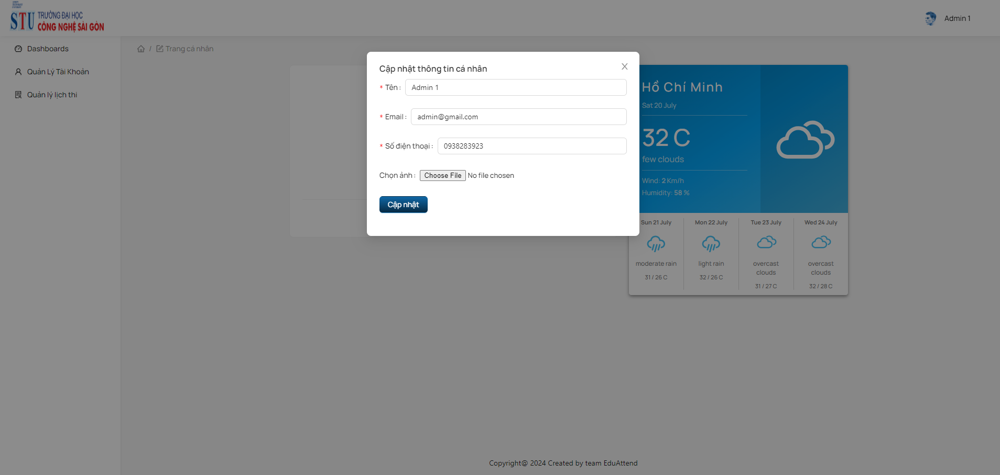 STU TRƯỜNG ĐẠI HỌC
CÔNG NGHỆ SÀI GÒN
Admin 1
Dashboards
Quản Lý Tài Khoản
Quản lý lịch thi
/ Trang cá nhân
Cập nhật thông tin cá nhân
* Tên : Admin 1
* Email : admin@gmail.com
* Số điện thoại : 0938283923
Chọn ảnh : Choose File No file chosen
Cập nhật
Hồ Chí Minh
Sat 20 July
32 C
few clouds
Wind: 2 Km/h
Humidity: 58 %
Sun 21 July
moderate rain
31 / 26 C
Mon 22 July
light rain
32 / 26 C
Tue 23 July
overcast
clouds
31 / 27 C
Wed 24 July
overcast
clouds
32 / 28 C
Copyright@ 2024 Created by team EduAttend